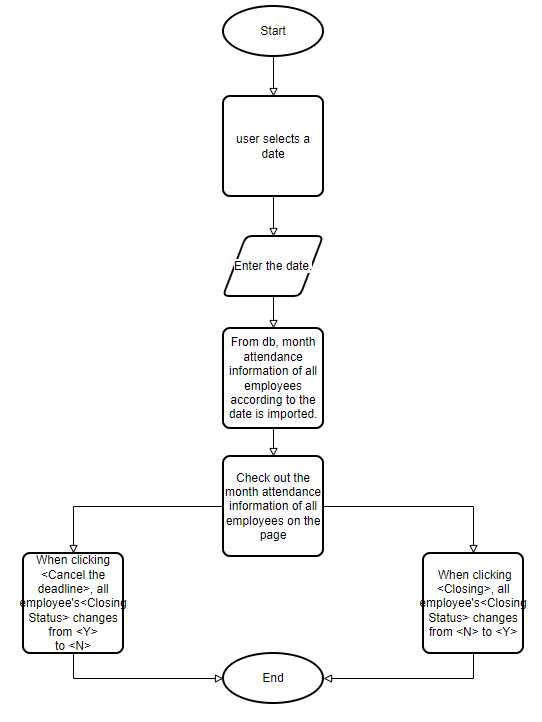 Start
user selects a
date
Enter the date.
From db, month
attendance
information of all
employees
according to the
date is imported.
Check out the
month attendance
information of all
employees on the
page
When clicking
<Cancel the
deadline>, all
employee's<Closing
Status> changes
from <Y>
to <N>
When clicking
<Closing>, all
employee's<Closing
Status> changes
from <N> to <Y>
End